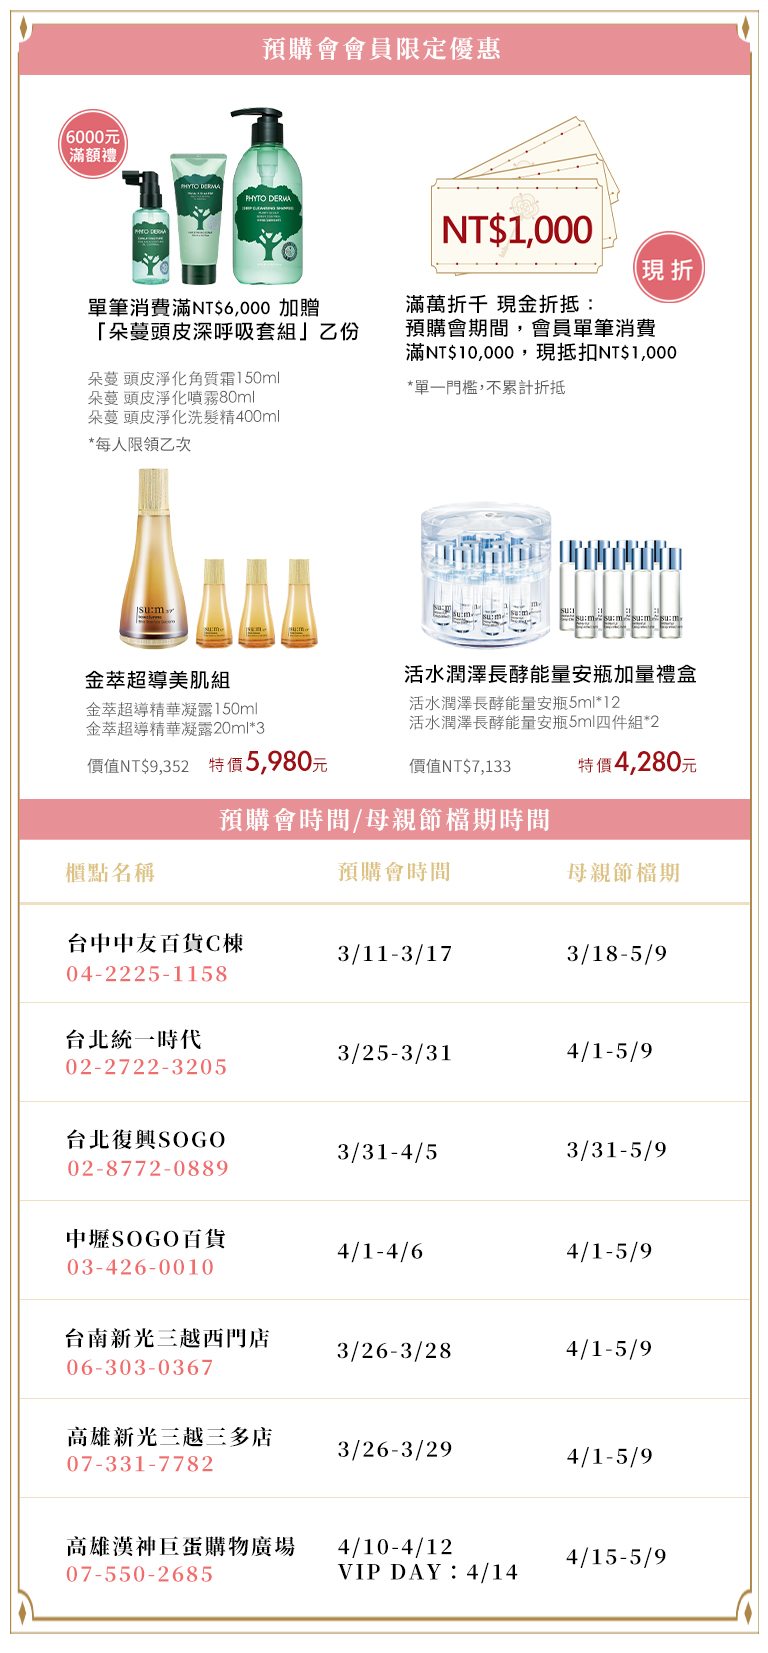 預購會會員限定優惠
6000元
滿額禮
PHYTO DERMA
PHYTO DERMA
PHYTO DERMA
DEEP CLEANSING SHAMPOO
單筆消費滿NT$6,000 加贈
「朵蔓頭皮深呼吸套組」乙份
朵蔓 頭皮淨化角質霜150ml
朵蔓 頭皮淨化噴霧80ml
朵蔓 頭皮淨化洗髮精400ml
*每人限領乙次
NT$1,000
現折
滿萬折千 現金折抵：
預購會期間，會員單筆消費
滿NT$10,000，現抵扣NT$1,000
*單一門檻，不累計折抵
su:m37°
su:m37°
su:m37°
su:m37°
金萃超導美肌組
金萃超導精華凝露150ml
金萃超導精華凝露20ml*3
價值NT$9,352 特價5,980元
活水潤澤長酵能量安瓶加量禮盒
活水潤澤長酵能量安瓶5ml*12
活水潤澤長酵能量安瓶5ml四件組*2
價值NT$7,133 特價4,280元
預購會時間/母親節檔期時間
櫃點名稱 預購會時間 母親節檔期
台中中友百貨C棟
04-2225-1158
3/11-3/17 3/18-5/9
台北統一時代
02-2722-3205
3/25-3/31 4/1-5/9
台北復興SOGO
02-8772-0889
3/31-4/5 3/31-5/9
中壢SOGO百貨
03-426-0010
4/1-4/6 4/1-5/9
台南新光三越西門店
06-303-0367
3/26-3/28 4/1-5/9
高雄新光三越三多店
07-331-7782
3/26-3/29 4/1-5/9
高雄漢神巨蛋購物廣場
07-550-2685
4/10-4/12
VIP DAY：4/14
4/15-5/9